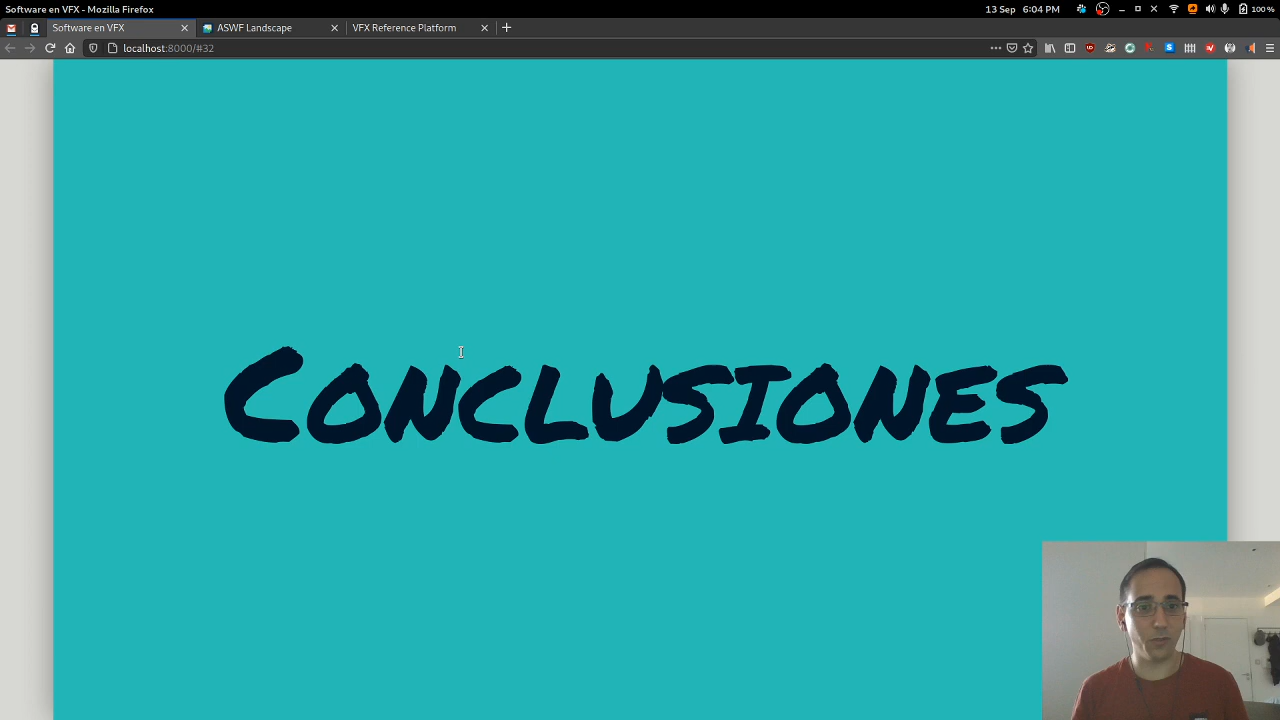 Software en VFX - Mozilla Firefox
13 Sep 6:04 PM
100 %
Software en VFX
ASWF Landscape
VFX Reference Platform
localhost:8000/#32
Conclusiones